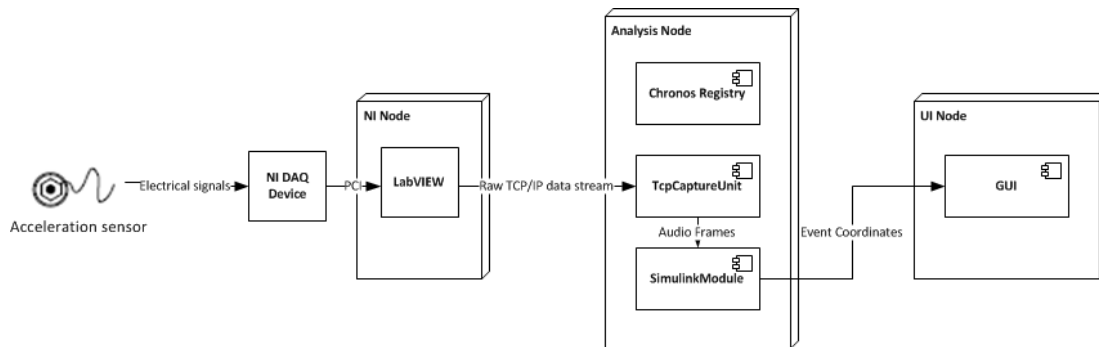 Analysis Node
Chronos Registry
NI Node
UI Node
NI DAQ
Device
LabVIEW
TcpCaptureUnit
GUI
Electrical signals
PCI
Raw TCP/IP data stream
Acceleration sensor
Audio Frames
Event Coordinates
SimulinkModule